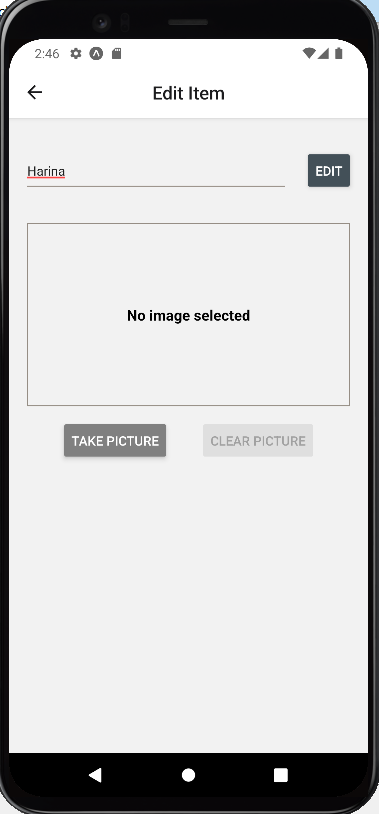 2:46
Edit Item
Harina
EDIT
No image selected
TAKE PICTURE
CLEAR PICTURE